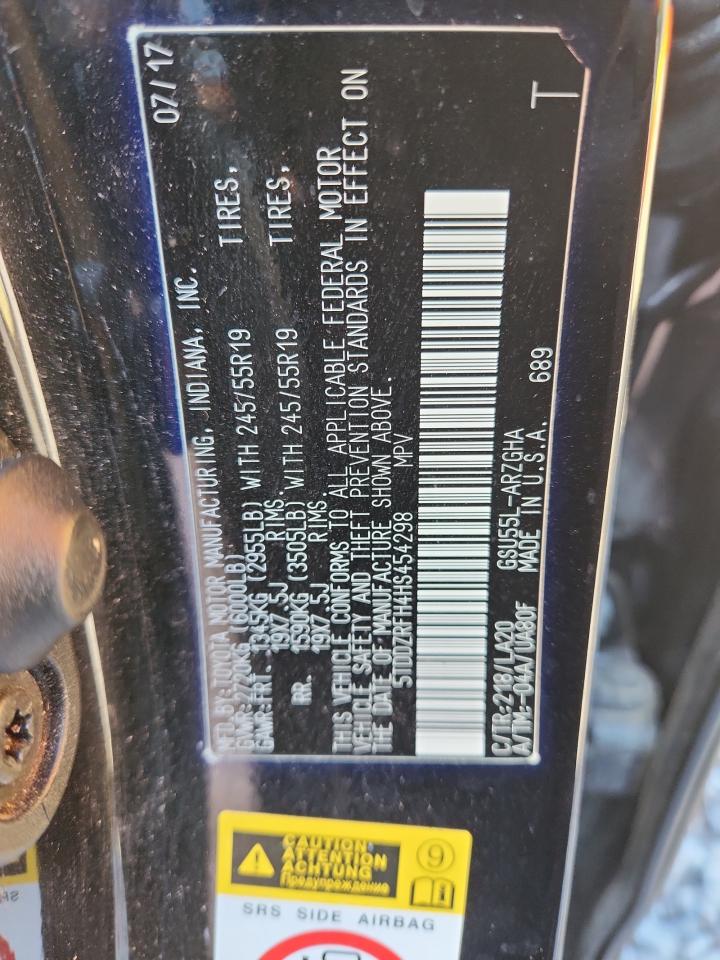 07/17
MFD. BY: TOYOTA MOTOR MANUFACTURING, INDIANA, INC.
GVWR: 2720KG (6000LB)
GAWR: FRT. 1345KG (2955LB) WITH 245/55R19 TIRES,
19X7.5J RIMS.
RR. 1590KG (3505LB) WITH 245/55R19 TIRES,
19X7.5J RIMS.
THIS VEHICLE CONFORMS TO ALL APPLICABLE FEDERAL MOTOR
VEHICLE SAFETY AND THEFT PREVENTION STANDARDS IN EFFECT ON
THE DATE OF MANUFACTURE SHOWN ABOVE.
5TDDZRFH4HS454298 MPV
C/TR:218/LA20 GSU55L-ARZGHA
A/TM:-04A/UA80F MADE IN U.S.A. 689
T
CAUTION
ATTENTION
ACHTUNG
Предупреждение
9
SRS SIDE AIRBAG